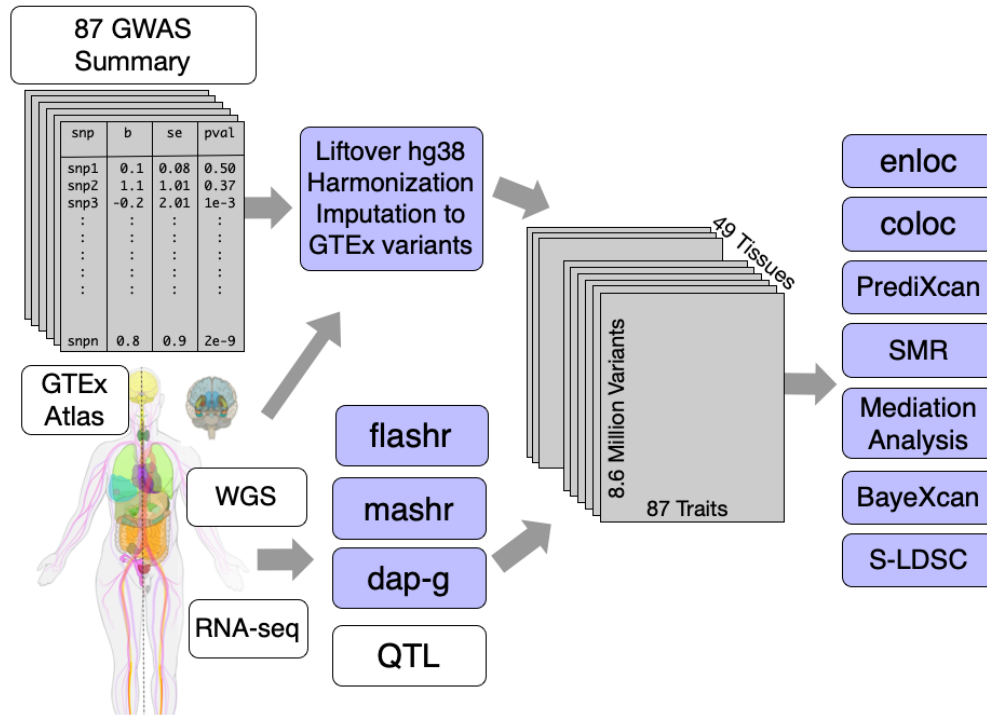 87 GWAS
Summary
snp b se pval
snp1 0.1 0.08 0.50
snp2 1.1 1.01 0.37
snp3 -0.2 2.01 1e-3
: : : :
: : : :
: : : :
: : : :
: : : :
snpn 0.8 0.9 2e-9
Liftover hg38
Harmonization
Imputation to
GTEx variants
GTEx
Atlas
WGS
RNA-seq
flashr
mashr
dap-g
QTL
49 Tissues
8.6 Million Variants
87 Traits
enloc
coloc
PrediXcan
SMR
Mediation
Analysis
BayeXcan
S-LDSC